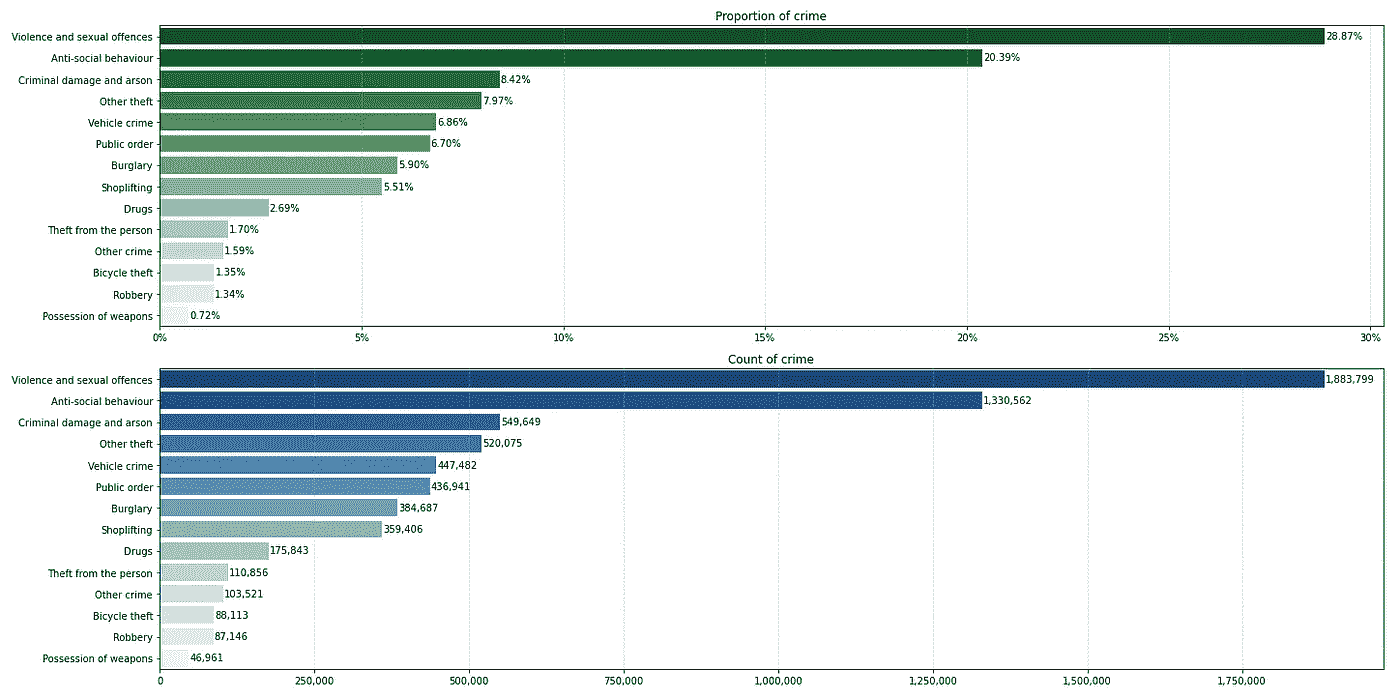 Proportion of crime
Violence and sexual offences 28.87%
Anti-social behaviour 20.39%
Criminal damage and arson 8.42%
Other theft 7.97%
Vehicle crime 6.86%
Public order 6.70%
Burglary 5.90%
Shoplifting 5.51%
Drugs 2.69%
Theft from the person 1.70%
Other crime 1.59%
Bicycle theft 1.35%
Robbery 1.34%
Possession of weapons 0.72%
0% 5% 10% 15% 20% 25% 30%
Count of crime
Violence and sexual offences 1,883,799
Anti-social behaviour 1,330,562
Criminal damage and arson 549,649
Other theft 520,075
Vehicle crime 447,482
Public order 436,941
Burglary 384,687
Shoplifting 359,406
Drugs 175,843
Theft from the person 110,856
Other crime 103,521
Bicycle theft 88,113
Robbery 87,146
Possession of weapons 46,961
0 250,000 500,000 750,000 1,000,000 1,250,000 1,500,000 1,750,000